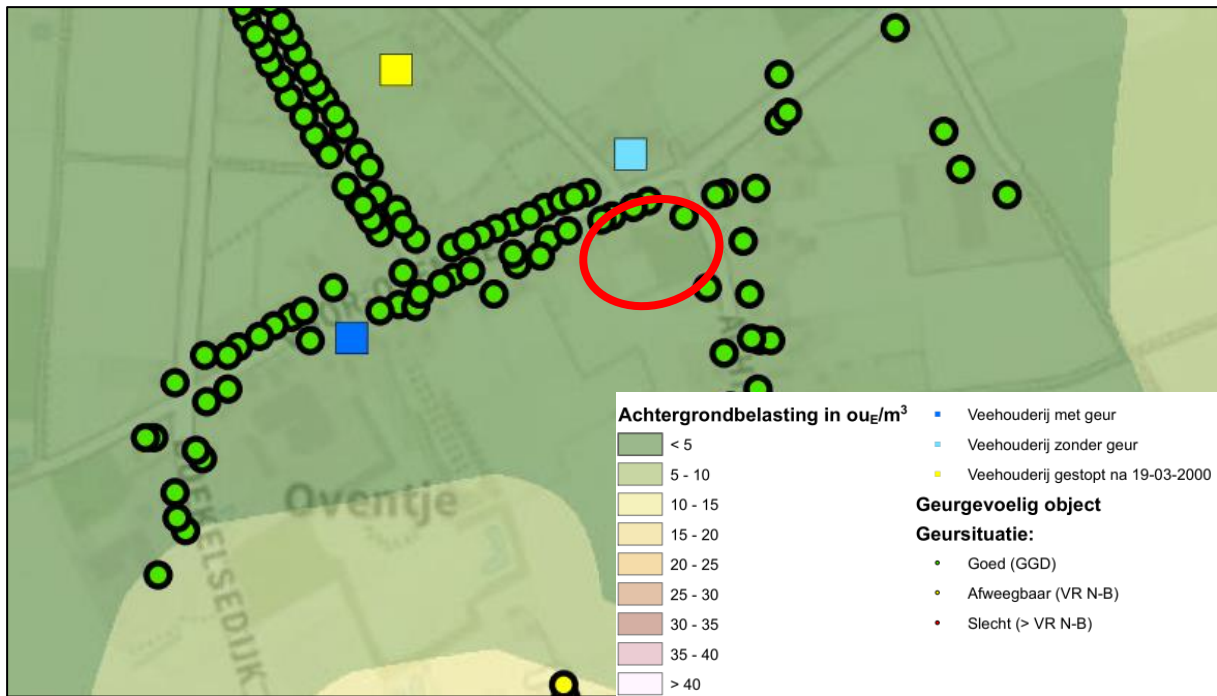 Oventje
Achtergrondbelasting in ouE/m³
< 5
5 - 10
10 - 15
15 - 20
20 - 25
25 - 30
30 - 35
35 - 40
> 40
Veehouderij met geur
Veehouderij zonder geur
Veehouderij gestopt na 19-03-2000
Geurgevoelig object
Geursituatie:
Goed (GGD)
Afweegbaar (VR N-B)
Slecht (> VR N-B)